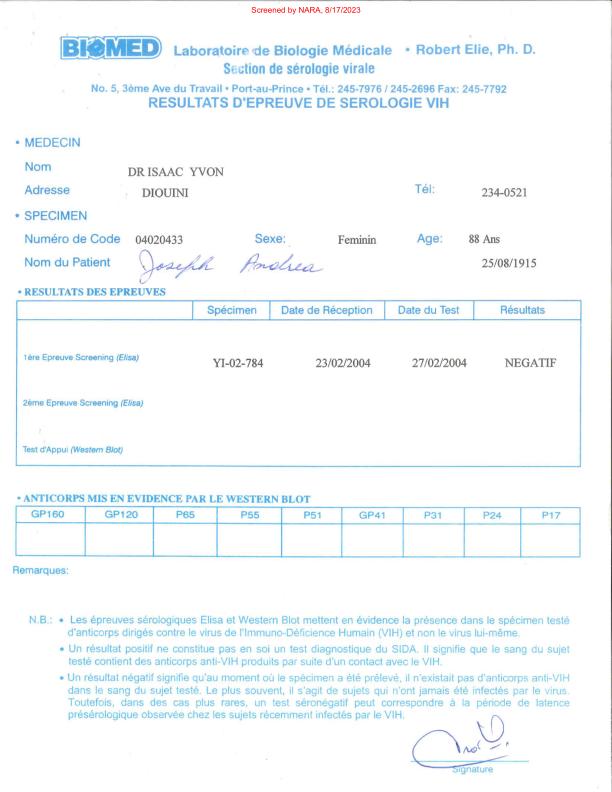 Screened by NARA, 8/17/2023
BIOMED Laboratoire de Biologie Médicale • Robert Elie, Ph. D.
Section de sérologie virale
No. 5, 3ème Ave du Travail • Port-au-Prince • Tél.: 245-7976 / 245-2696 Fax: 245-7792
RESULTATS D'EPREUVE DE SEROLOGIE VIH
• MEDECIN
Nom DR ISAAC YVON
Adresse DIOUINI Tél: 234-0521
• SPECIMEN
Numéro de Code 04020433 Sexe: Feminin Age: 88 Ans
Nom du Patient Joseph Andrea 25/08/1915
• RESULTATS DES EPREUVES
Spécimen Date de Réception Date du Test Résultats
1ère Epreuve Screening (Elisa) YI-02-784 23/02/2004 27/02/2004 NEGATIF
2ème Epreuve Screening (Elisa)
Test d'Appui (Western Blot)
• ANTICORPS MIS EN EVIDENCE PAR LE WESTERN BLOT
GP160 GP120 P65 P55 P51 GP41 P31 P24 P17
Remarques:
N.B.: • Les épreuves sérologiques Elisa et Western Blot mettent en évidence la présence dans le spécimen testé
d'anticorps dirigés contre le virus de l'Immuno-Déficience Humain (VIH) et non le virus lui-même.
• Un résultat positif ne constitue pas en soi un test diagnostique du SIDA. Il signifie que le sang du sujet
testé contient des anticorps anti-VIH produits par suite d'un contact avec le VIH.
• Un résultat négatif signifie qu'au moment où le spécimen a été prélevé, il n'existait pas d'anticorps anti-VIH
dans le sang du sujet testé. Le plus souvent, il s'agit de sujets qui n'ont jamais été infectés par le virus.
Toutefois, dans des cas plus rares, un test séronégatif peut correspondre à la période de latence
présérologique observée chez les sujets récemment infectés par le VIH.
Signature